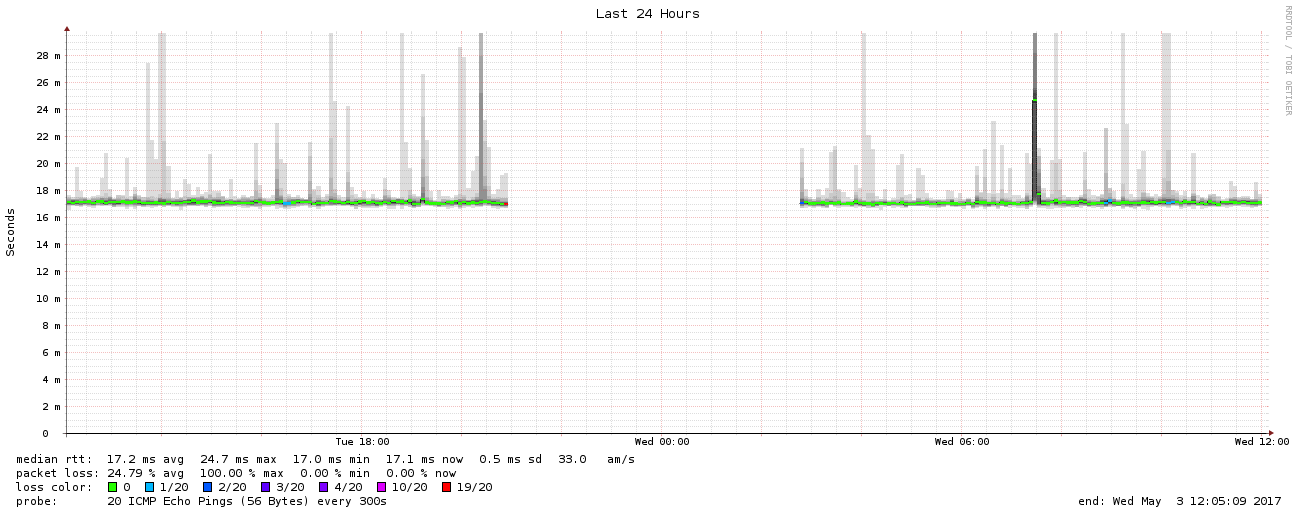 Last 24 Hours
RRDTOOL / TOBI OETIKER
Seconds
28 m
26 m
24 m
22 m
20 m
18 m
16 m
14 m
12 m
10 m
8 m
6 m
4 m
2 m
0
Tue 18:00 Wed 00:00 Wed 06:00 Wed 12:00
median rtt: 17.2 ms avg 24.7 ms max 17.0 ms min 17.1 ms now 0.5 ms sd 33.0 am/s
packet loss: 24.79 % avg 100.00 % max 0.00 % min 0.00 % now
loss color: 0 1/20 2/20 3/20 4/20 10/20 19/20
probe: 20 ICMP Echo Pings (56 Bytes) every 300s end: Wed May 3 12:05:09 2017